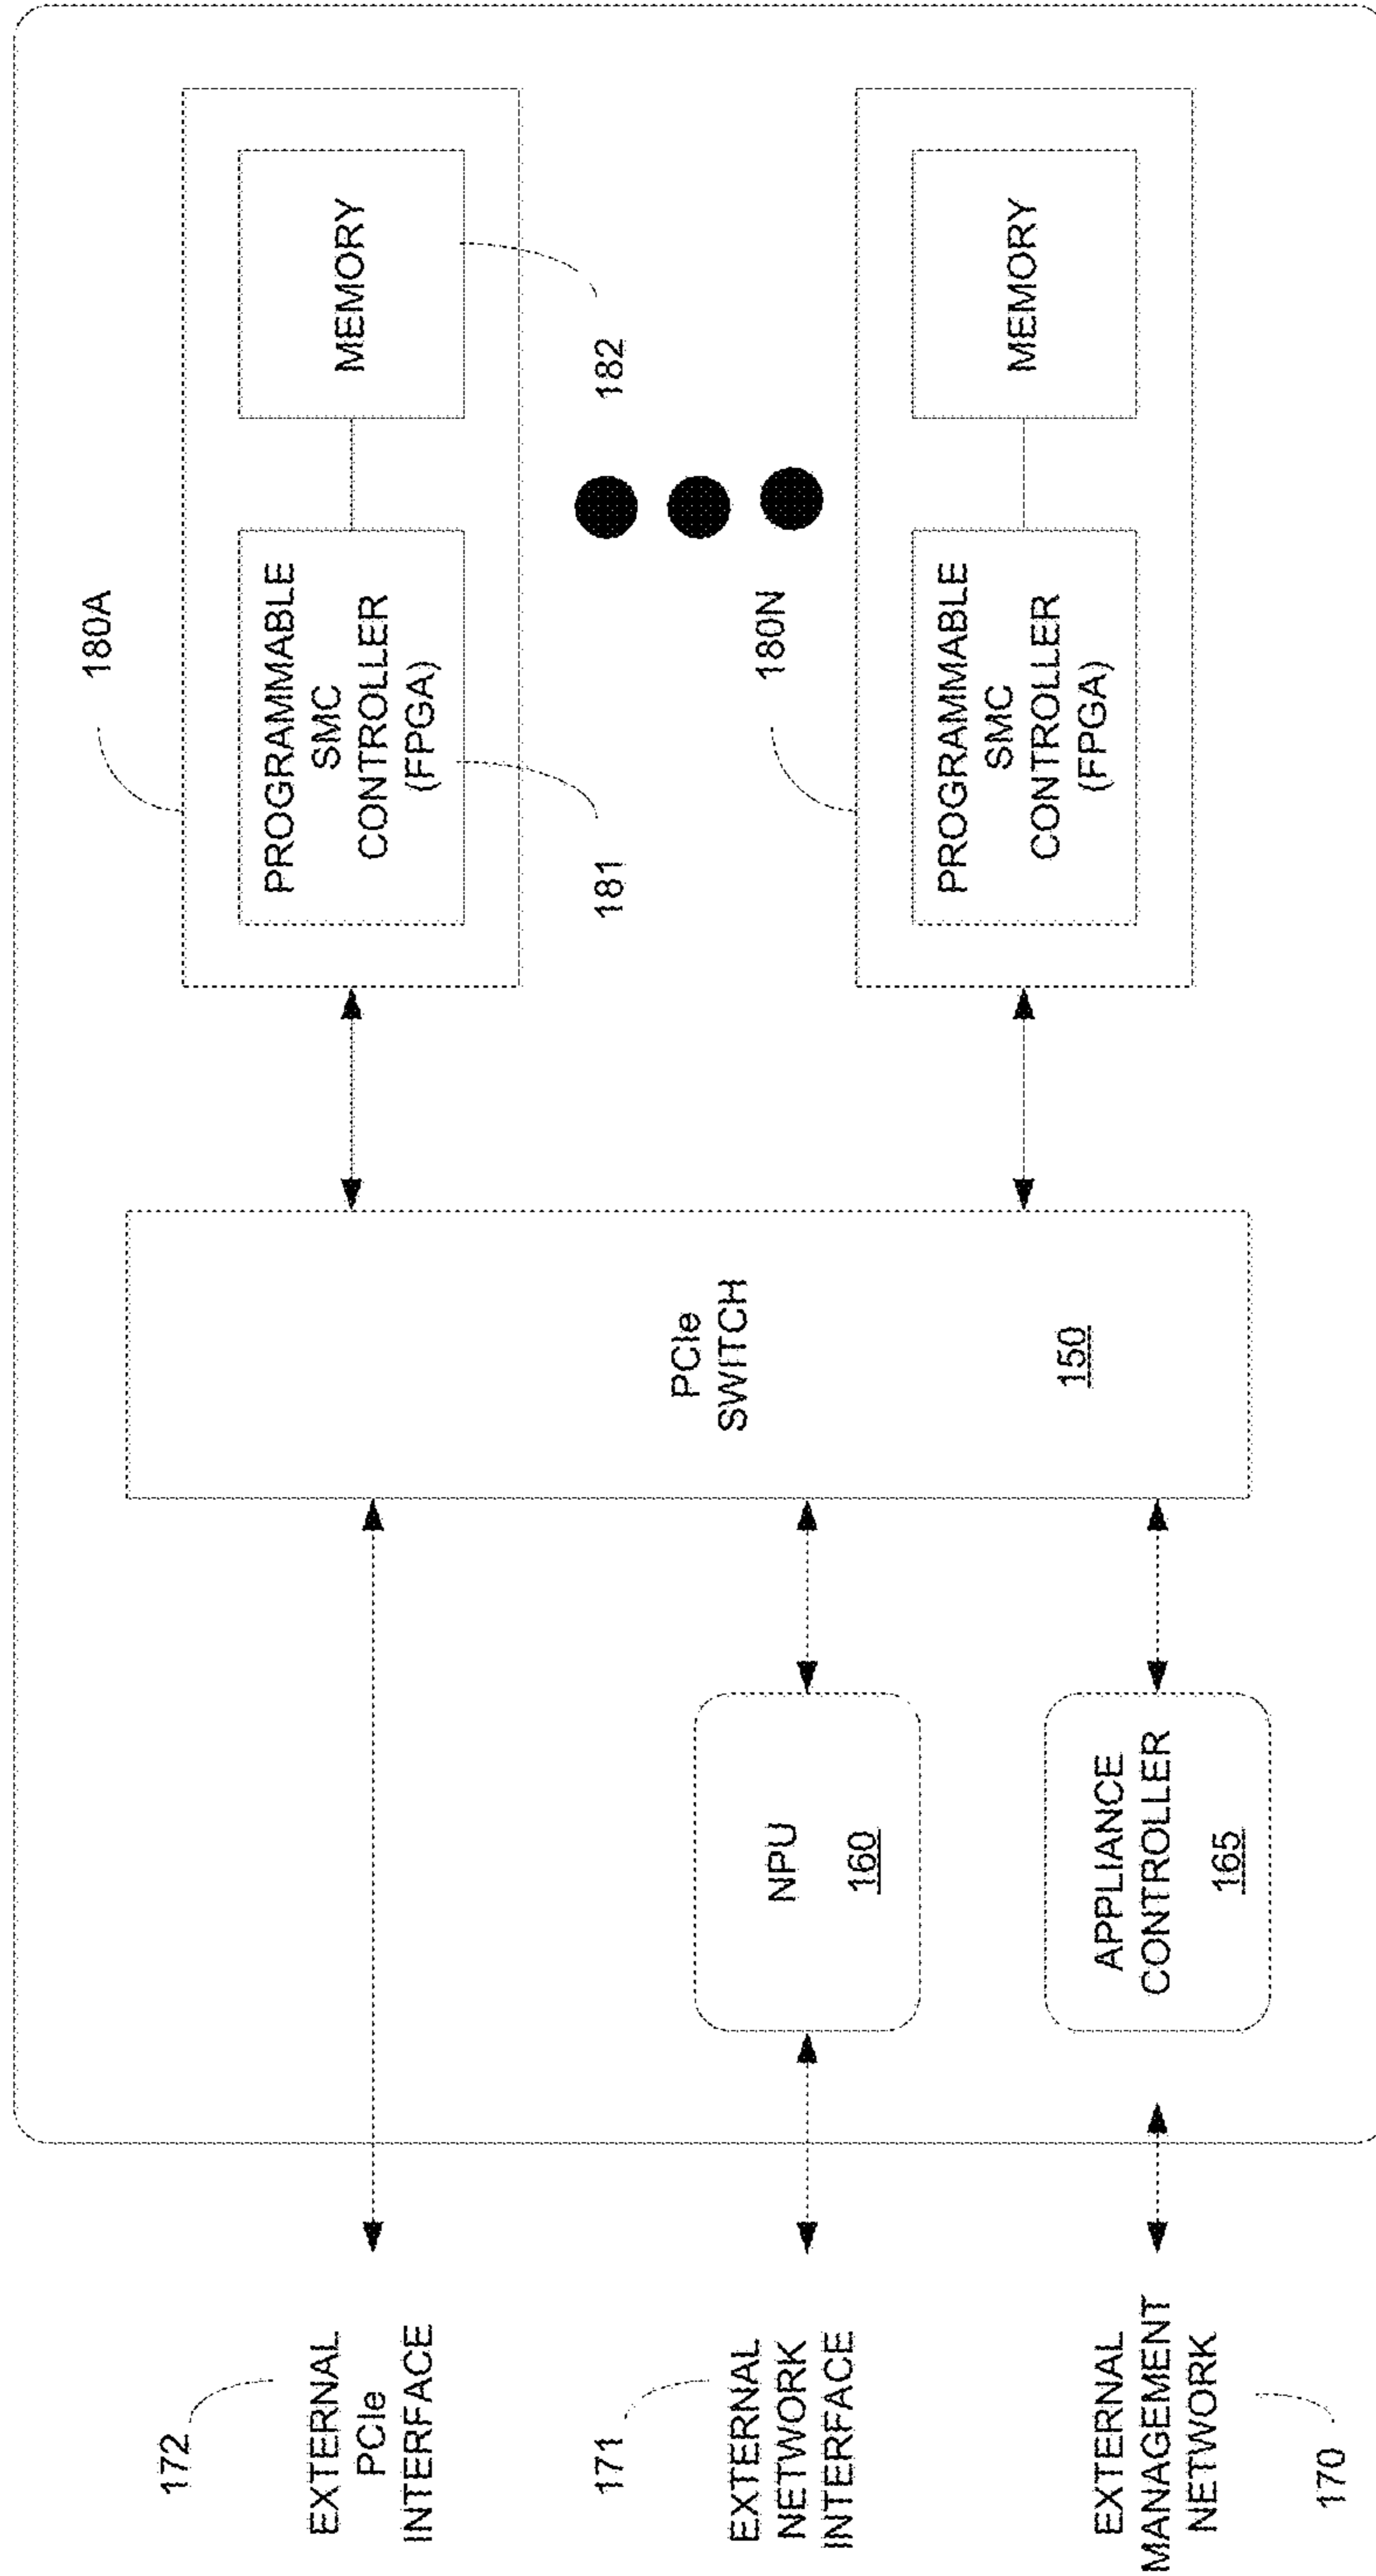 180A
PROGRAMMABLE
SMC
CONTROLLER
(FPGA)
181
MEMORY
182
180N
PROGRAMMABLE
SMC
CONTROLLER
(FPGA)
MEMORY
PCIe
SWITCH
150
NPU
160
APPLIANCE
CONTROLLER
165
172
EXTERNAL
PCIe
INTERFACE
171
EXTERNAL
NETWORK
INTERFACE
EXTERNAL
MANAGEMENT
NETWORK
170